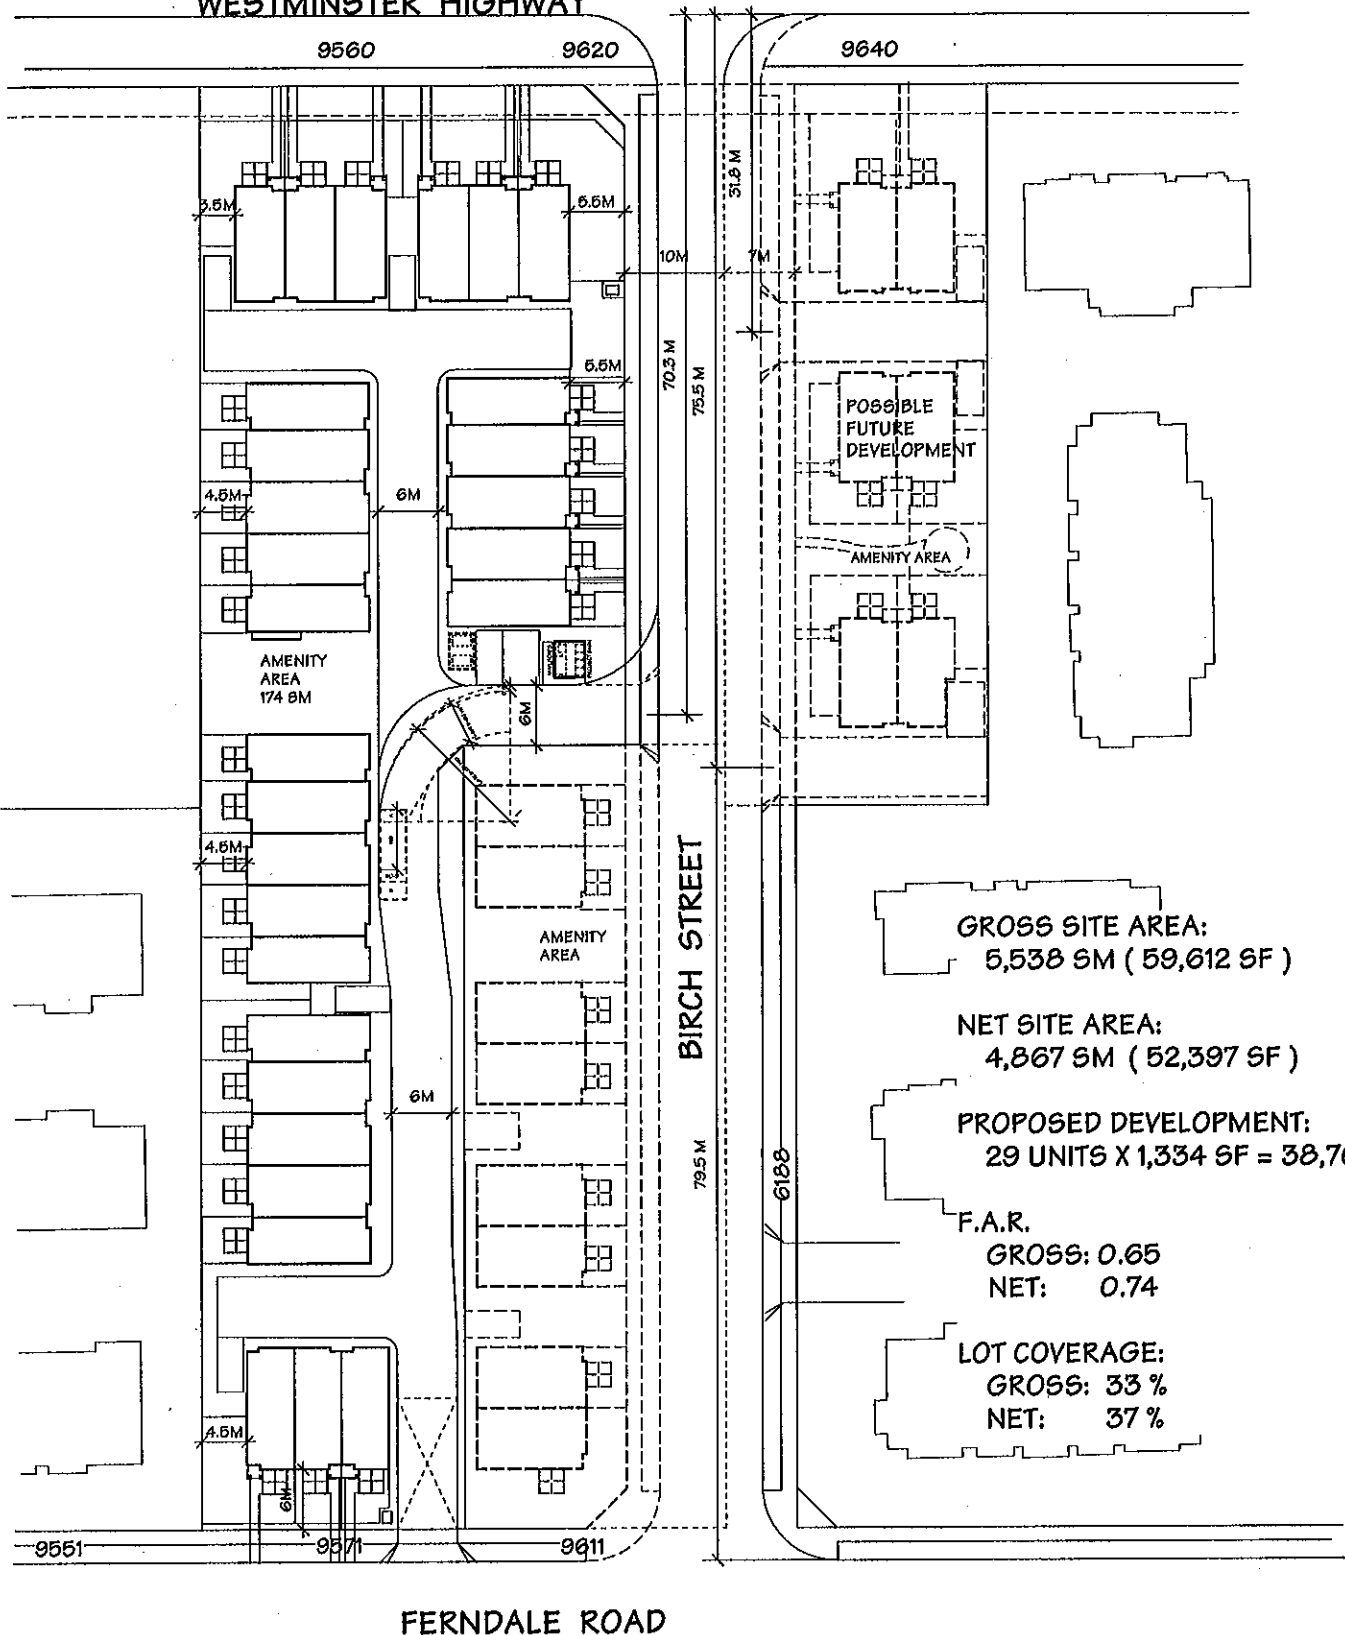 WESTMINSTER HIGHWAY
9560
9620
9640
3.5M
5.5M
31.8 M
10M
7M
5.5M
70.3 M
75.5 M
POSSIBLE
FUTURE
DEVELOPMENT
4.5M
6M
AMENITY AREA
AMENITY
AREA
174 SM
6M
4.5M
BIRCH STREET
AMENITY
AREA
GROSS SITE AREA:
5,538 SM ( 59,612 SF )
NET SITE AREA:
4,867 SM ( 52,397 SF )
6M
PROPOSED DEVELOPMENT:
29 UNITS X 1,334 SF = 38,76
79.5 M
6188
F.A.R.
GROSS: 0.65
NET: 0.74
LOT COVERAGE:
GROSS: 33 %
NET: 37 %
4.5M
6M
9551
9571
9611
FERNDALE ROAD